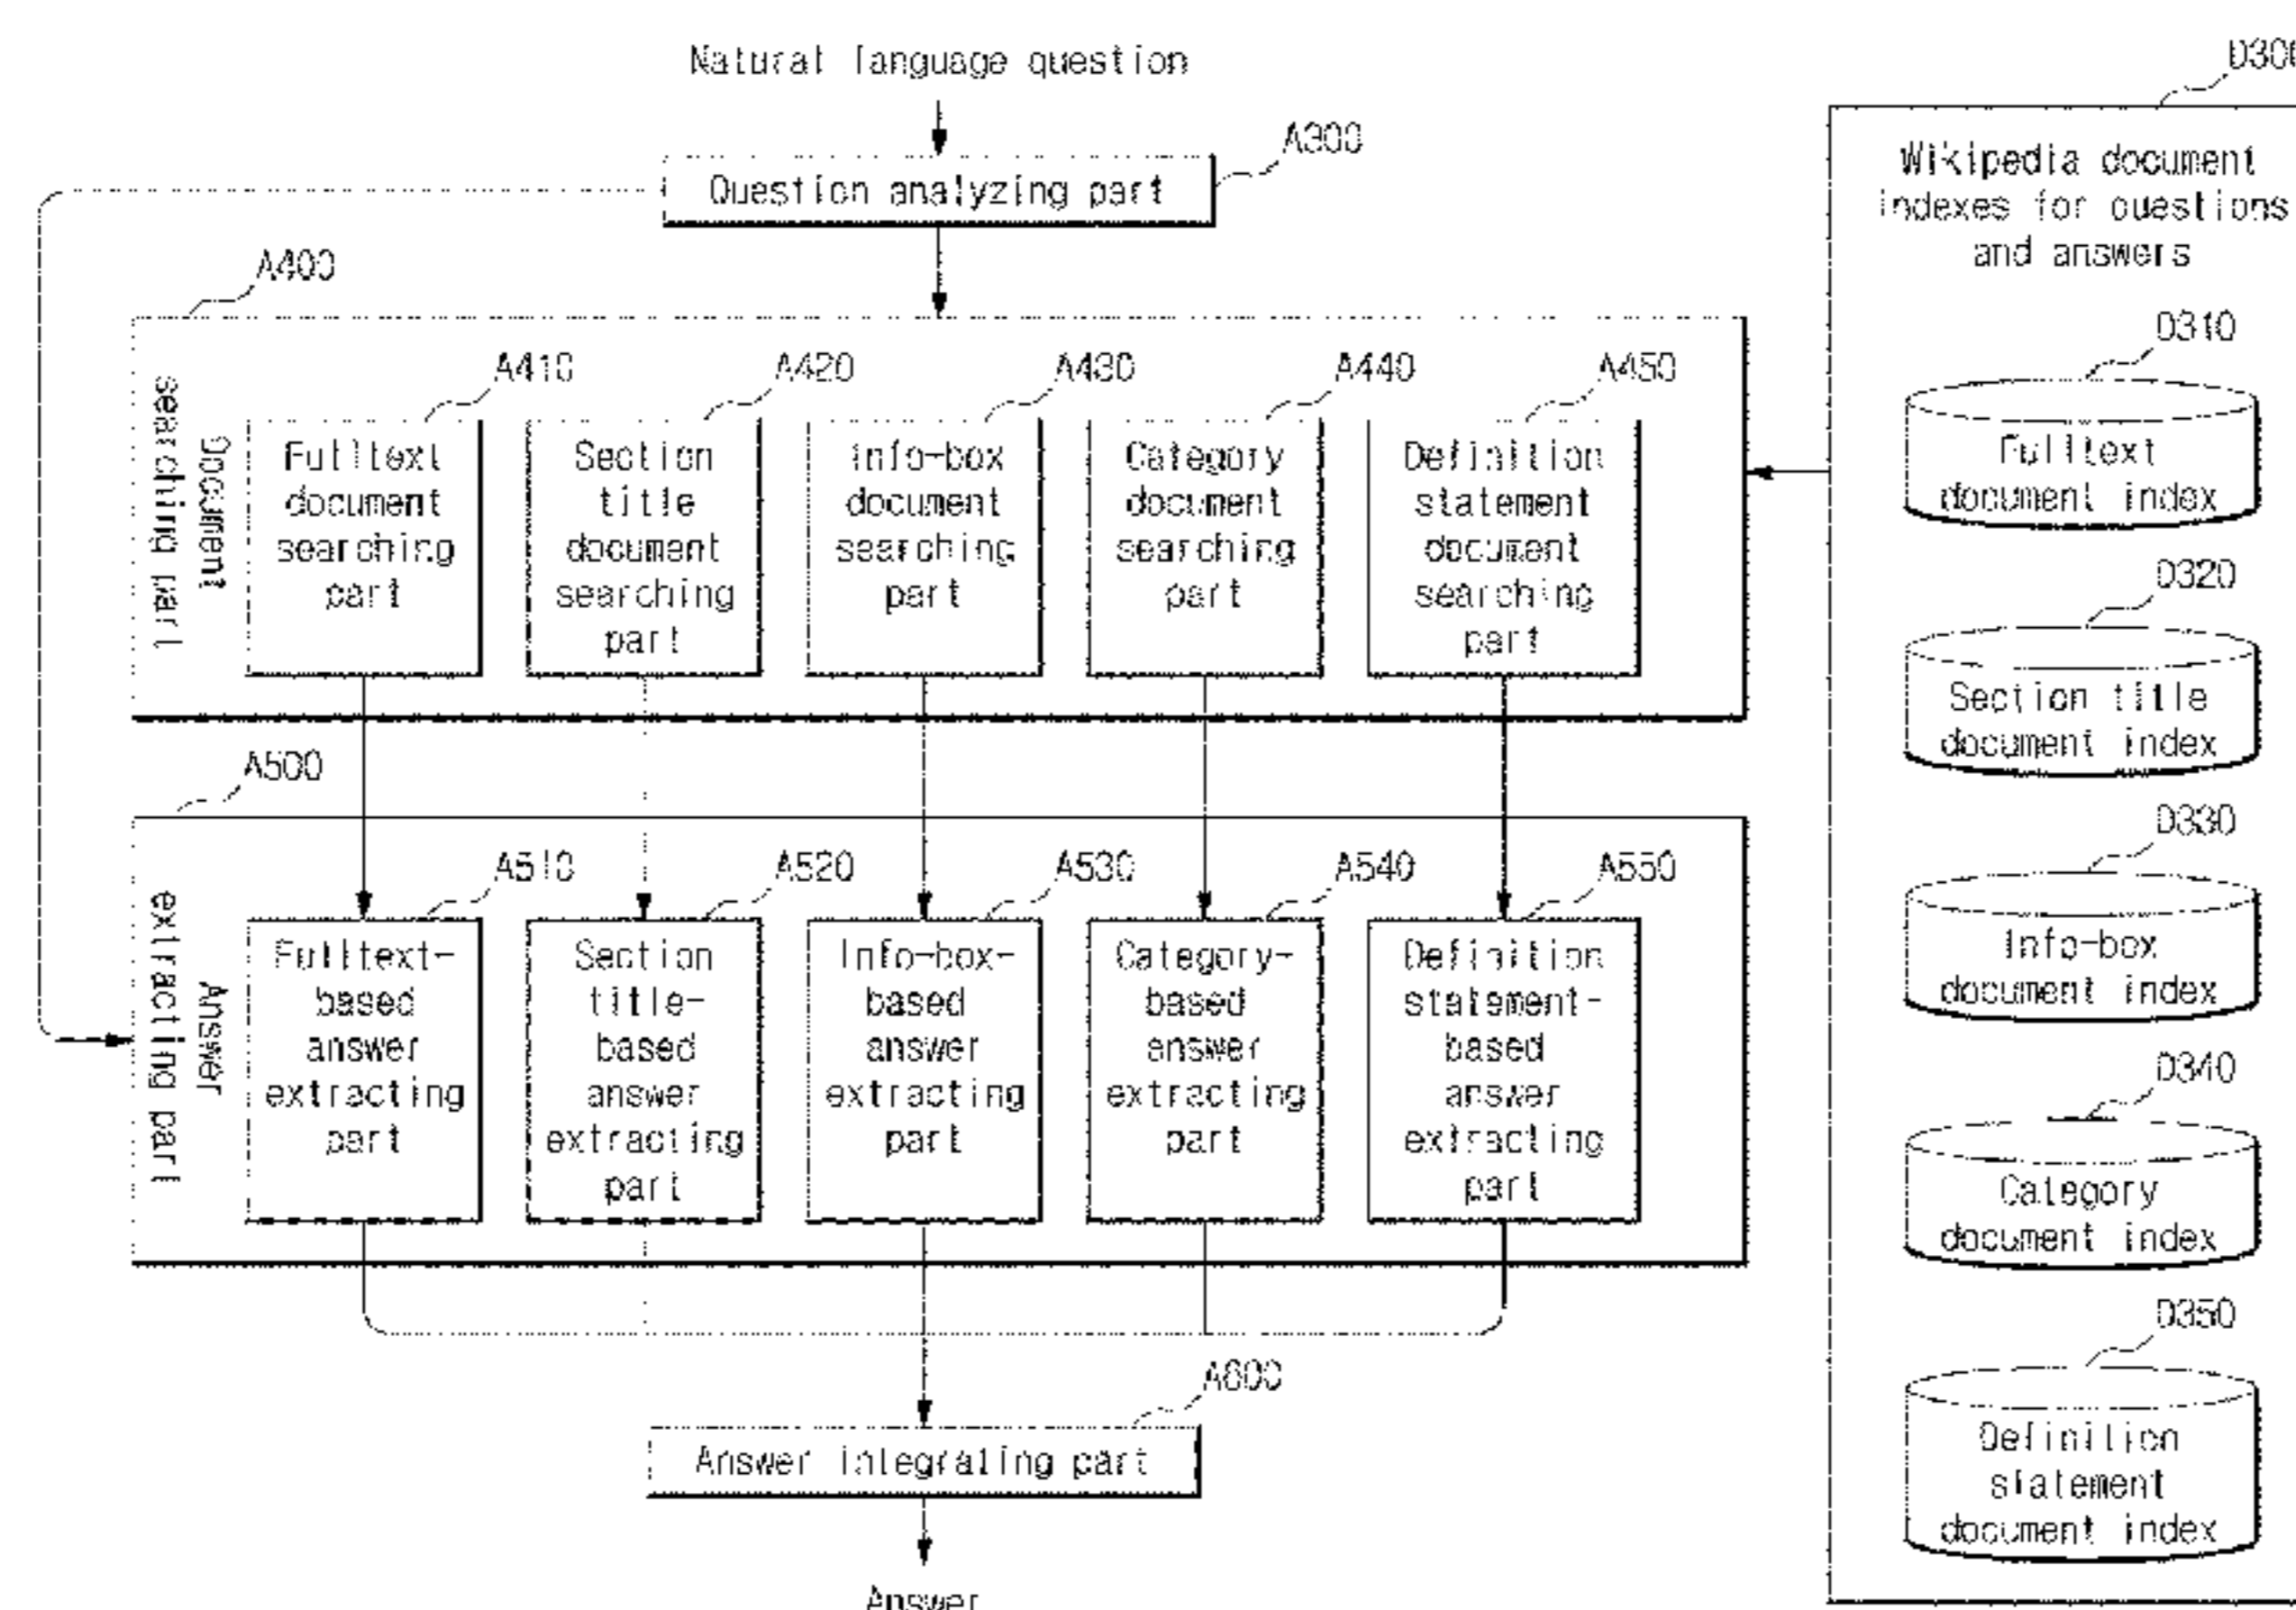 Natural language question
A300
Question analyzing part
A400
Document
searching part
A410
Fulltext
document
searching
part
A420
Section
title
document
searching
part
A430
Info-box
document
searching
part
A440
Category
document
searching
part
A450
Definition
statement
document
searching
part
A500
Answer
extracting part
A510
Fulltext-
based
answer
extracting
part
A520
Section
title-
based
answer
extracting
part
A530
Info-box-
based
answer
extracting
part
A540
Category-
based
answer
extracting
part
A550
Definition
statement-
based
answer
extracting
part
A600
Answer integrating part
Answer
D300
Wikipedia document
indexes for questions
and answers
D310
Fulltext
document index
D320
Section title
document index
D330
Info-box
document index
D340
Category
document index
D350
Definition
statement
document index